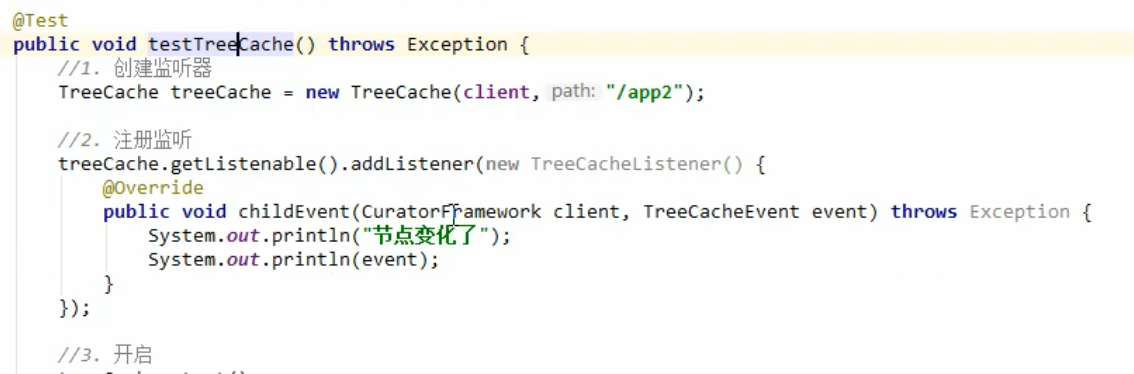 @Test
public void testTreeCache() throws Exception {
//1. 创建监听器
TreeCache treeCache = new TreeCache(client, path: "/app2");
//2. 注册监听
treeCache.getListenable().addListener(new TreeCacheListener() {
@Override
public void childEvent(CuratorFramework client, TreeCacheEvent event) throws Exception {
System.out.println("节点变化了");
System.out.println(event);
}
});
//3. 开启